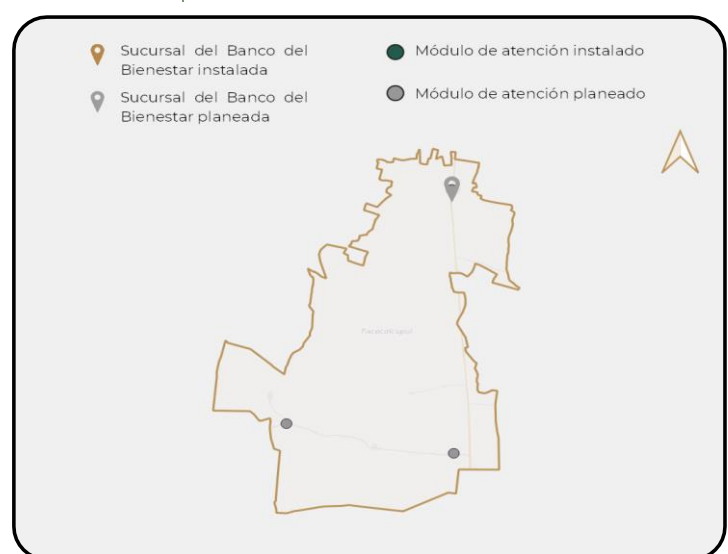 Sucursal del Banco del
Bienestar instalada
Sucursal del Banco del
Bienestar planeada
Módulo de atención instalado
Módulo de atención planeado